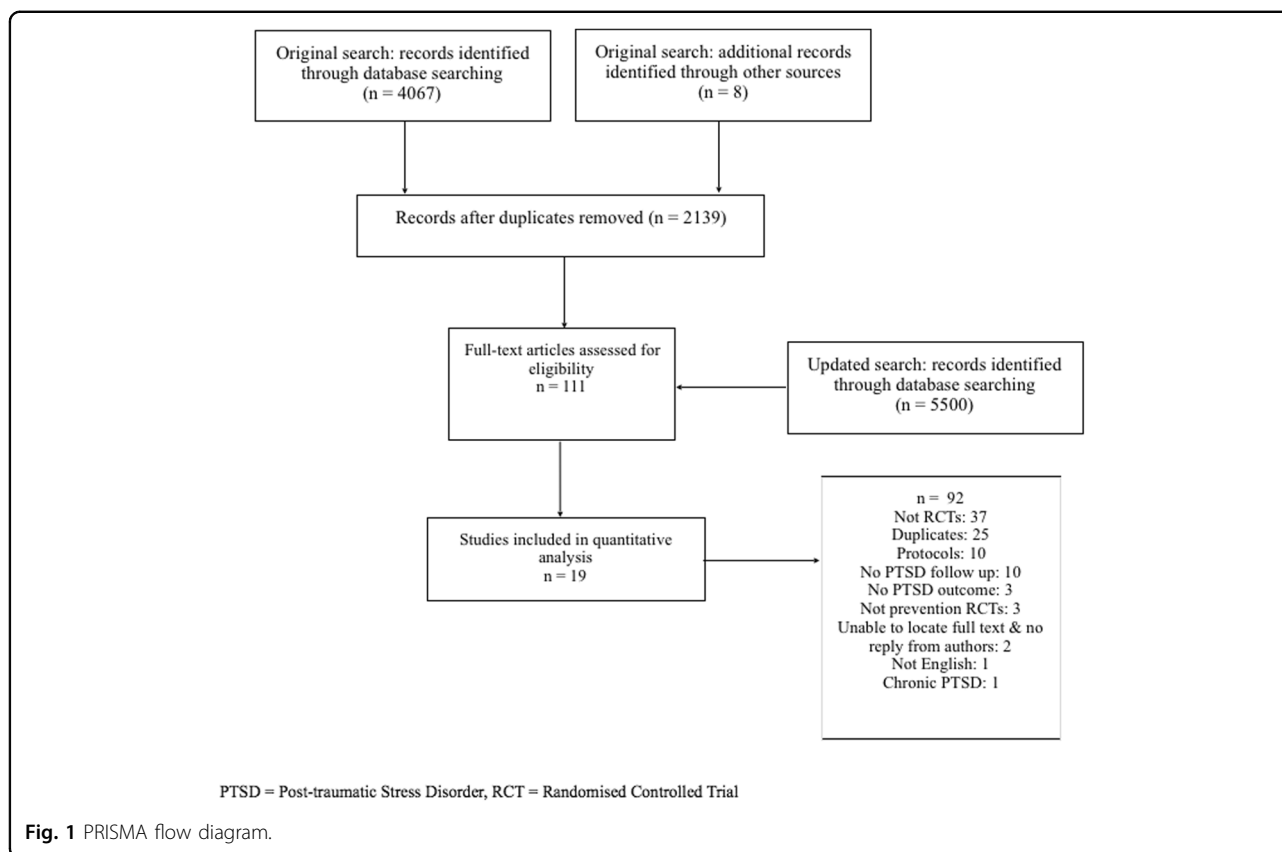 Original search: records identified
through database searching
(n = 4067)
Original search: additional records
identified through other sources
(n = 8)
Records after duplicates removed (n = 2139)
Full-text articles assessed for
eligibility
n = 111
Updated search: records identified
through database searching
(n = 5500)
Studies included in quantitative
analysis
n = 19
n = 92
Not RCTs: 37
Duplicates: 25
Protocols: 10
No PTSD follow up: 10
No PTSD outcome: 3
Not prevention RCTs: 3
Unable to locate full text & no
reply from authors: 2
Not English: 1
Chronic PTSD: 1
PTSD = Post-traumatic Stress Disorder, RCT = Randomised Controlled Trial
Fig. 1 PRISMA flow diagram.